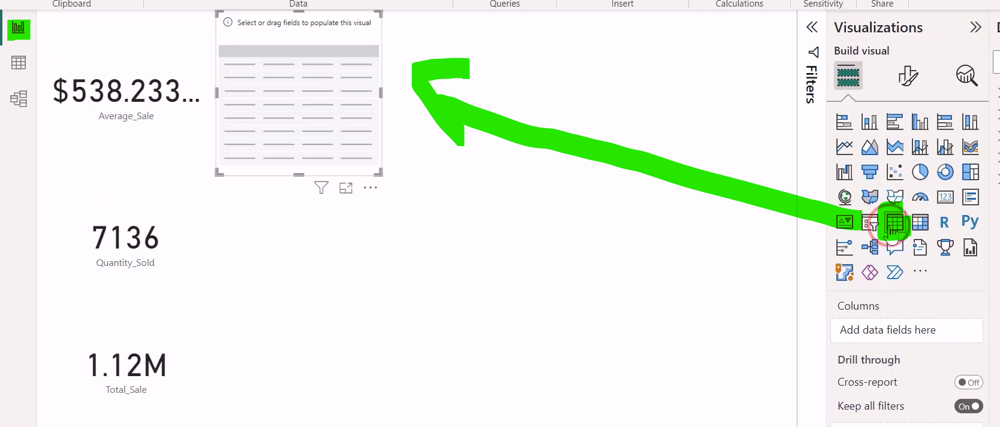 Clipboard
Data
Queries
Insert
Calculations
Sensitivity
Share
Select or drag fields to populate this visual
$538.233...
Average_Sale
7136
Quantity_Sold
1.12M
Total_Sale
Filters
Visualizations
Build visual
123
R
Py
Columns
Add data fields here
Drill through
Cross-report
Off
Keep all filters
On